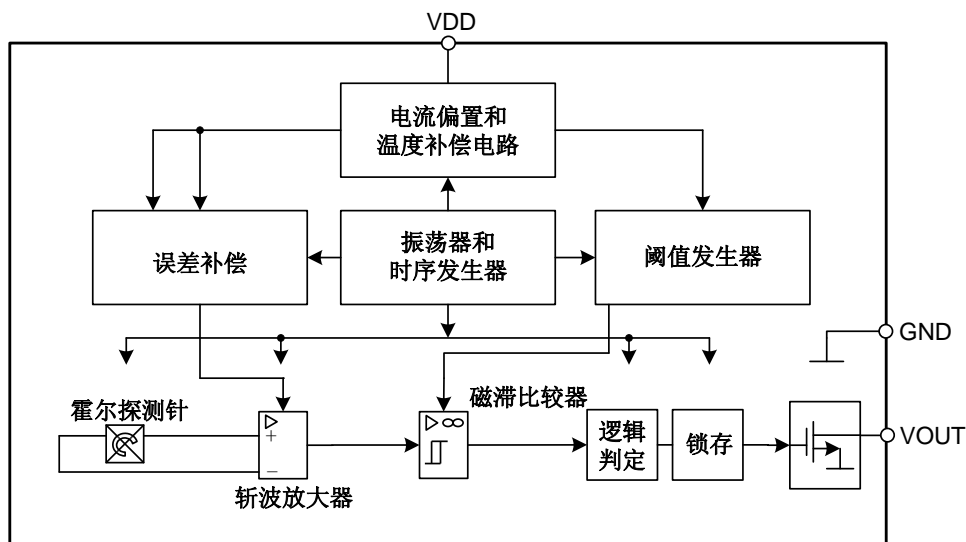 VDD
电流偏置和
温度补偿电路
误差补偿
振荡器和
时序发生器
阈值发生器
GND
霍尔探测针
磁滞比较器
+
−
∞
逻辑
判定
锁存
VOUT
斩波放大器